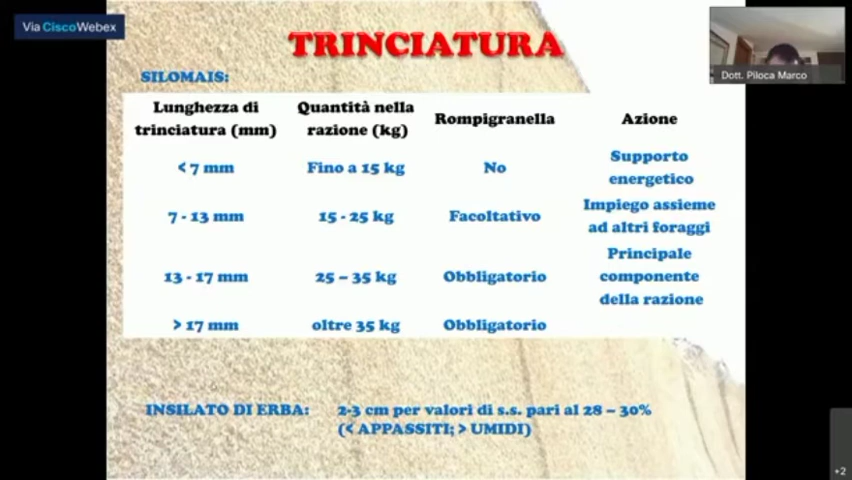 Via CiscoWebex
TRINCIATURA
Dott. Piloca Marco
SILOMAIS:
Lunghezza di trinciatura (mm) Quantità nella razione (kg) Rompigranella Azione
< 7 mm Fino a 15 kg No Supporto energetico
7 - 13 mm 15 - 25 kg Facoltativo Impiego assieme ad altri foraggi
13 - 17 mm 25 – 35 kg Obbligatorio Principale componente della razione
> 17 mm oltre 35 kg Obbligatorio
INSILATO DI ERBA: 2-3 cm per valori di s.s. pari al 28 – 30%
(< APPASSITI; > UMIDI)
+2